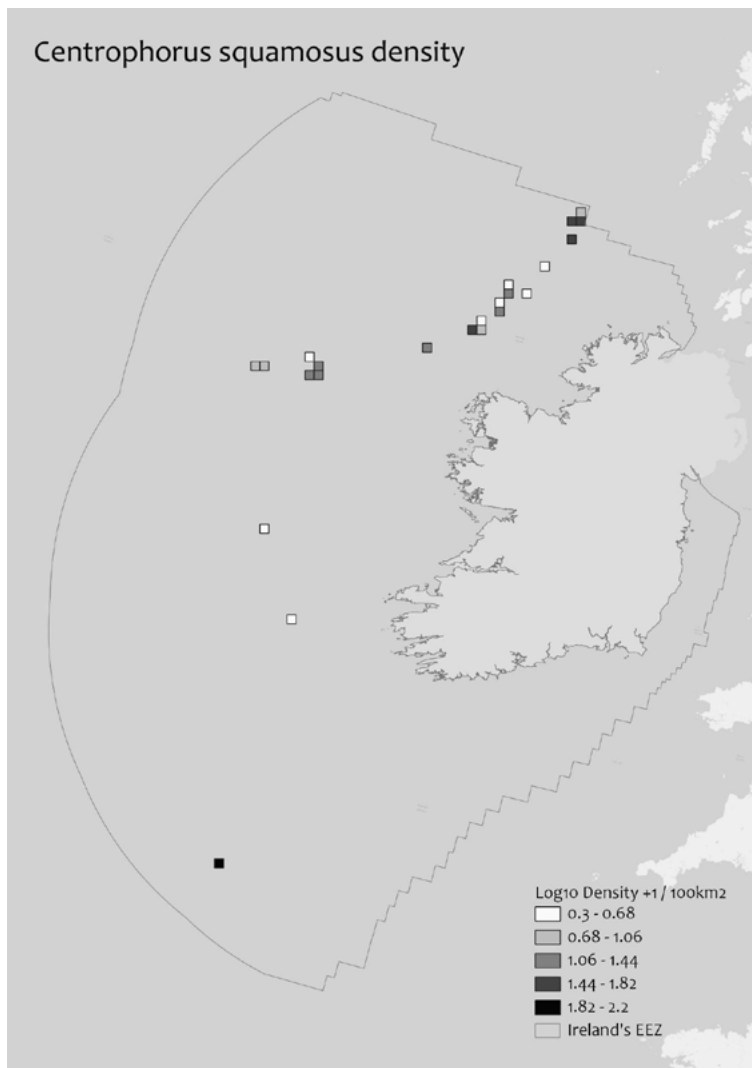 Centrophorus squamosus density
Log10 Density +1 / 100km2
0.3 - 0.68
0.68 - 1.06
1.06 - 1.44
1.44 - 1.82
1.82 - 2.2
Ireland's EEZ